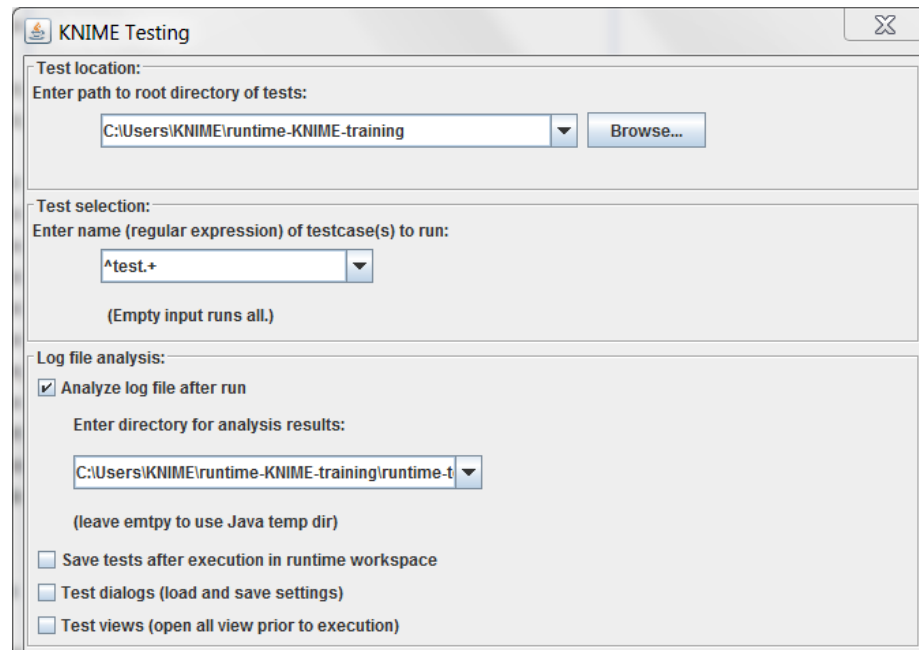 KNIME Testing
Test location:
Enter path to root directory of tests:
C:\Users\KNIME\runtime-KNIME-training
Browse...
Test selection:
Enter name (regular expression) of testcase(s) to run:
^test.+
(Empty input runs all.)
Log file analysis:
Analyze log file after run
Enter directory for analysis results:
C:\Users\KNIME\runtime-KNIME-training\runtime-t
(leave emtpy to use Java temp dir)
Save tests after execution in runtime workspace
Test dialogs (load and save settings)
Test views (open all view prior to execution)